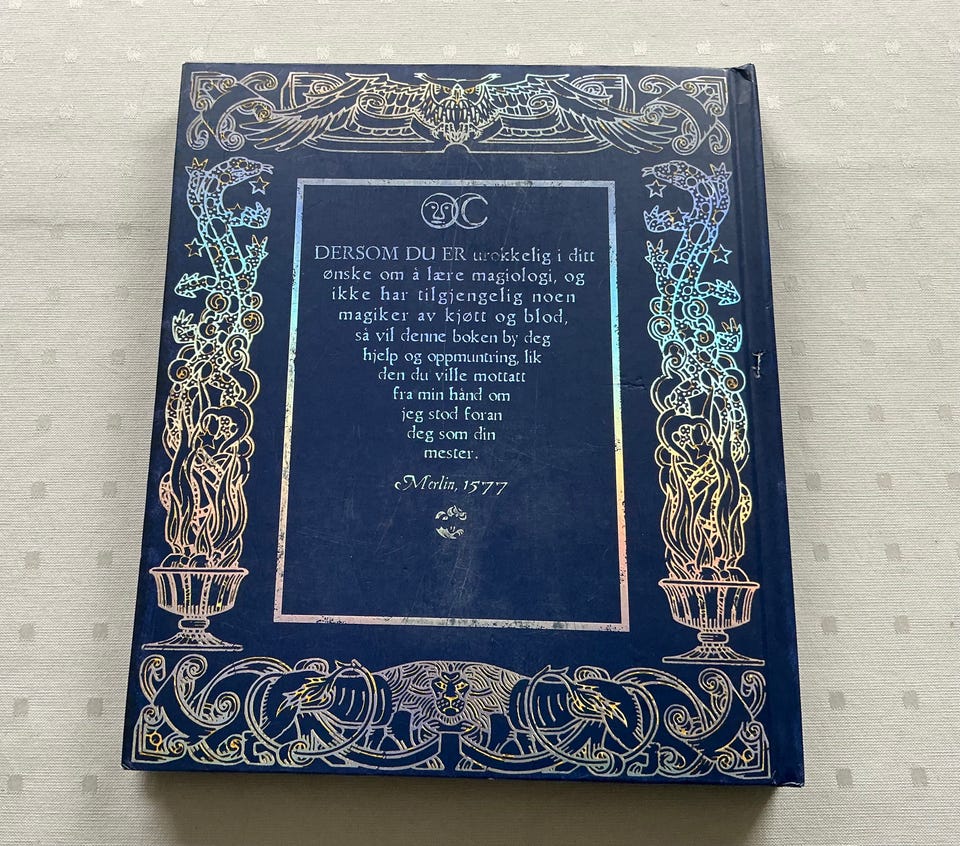 DERSOM DU ER urokkelig i ditt
ønske om å lære magiologi, og
ikke har tilgjengelig noen
magiker av kjøtt og blod,
så vil denne boken by deg
hjelp og oppmuntring, lik
den du ville mottatt
fra min hånd om
jeg stod foran
deg som din
mester.
Merlin, 1577